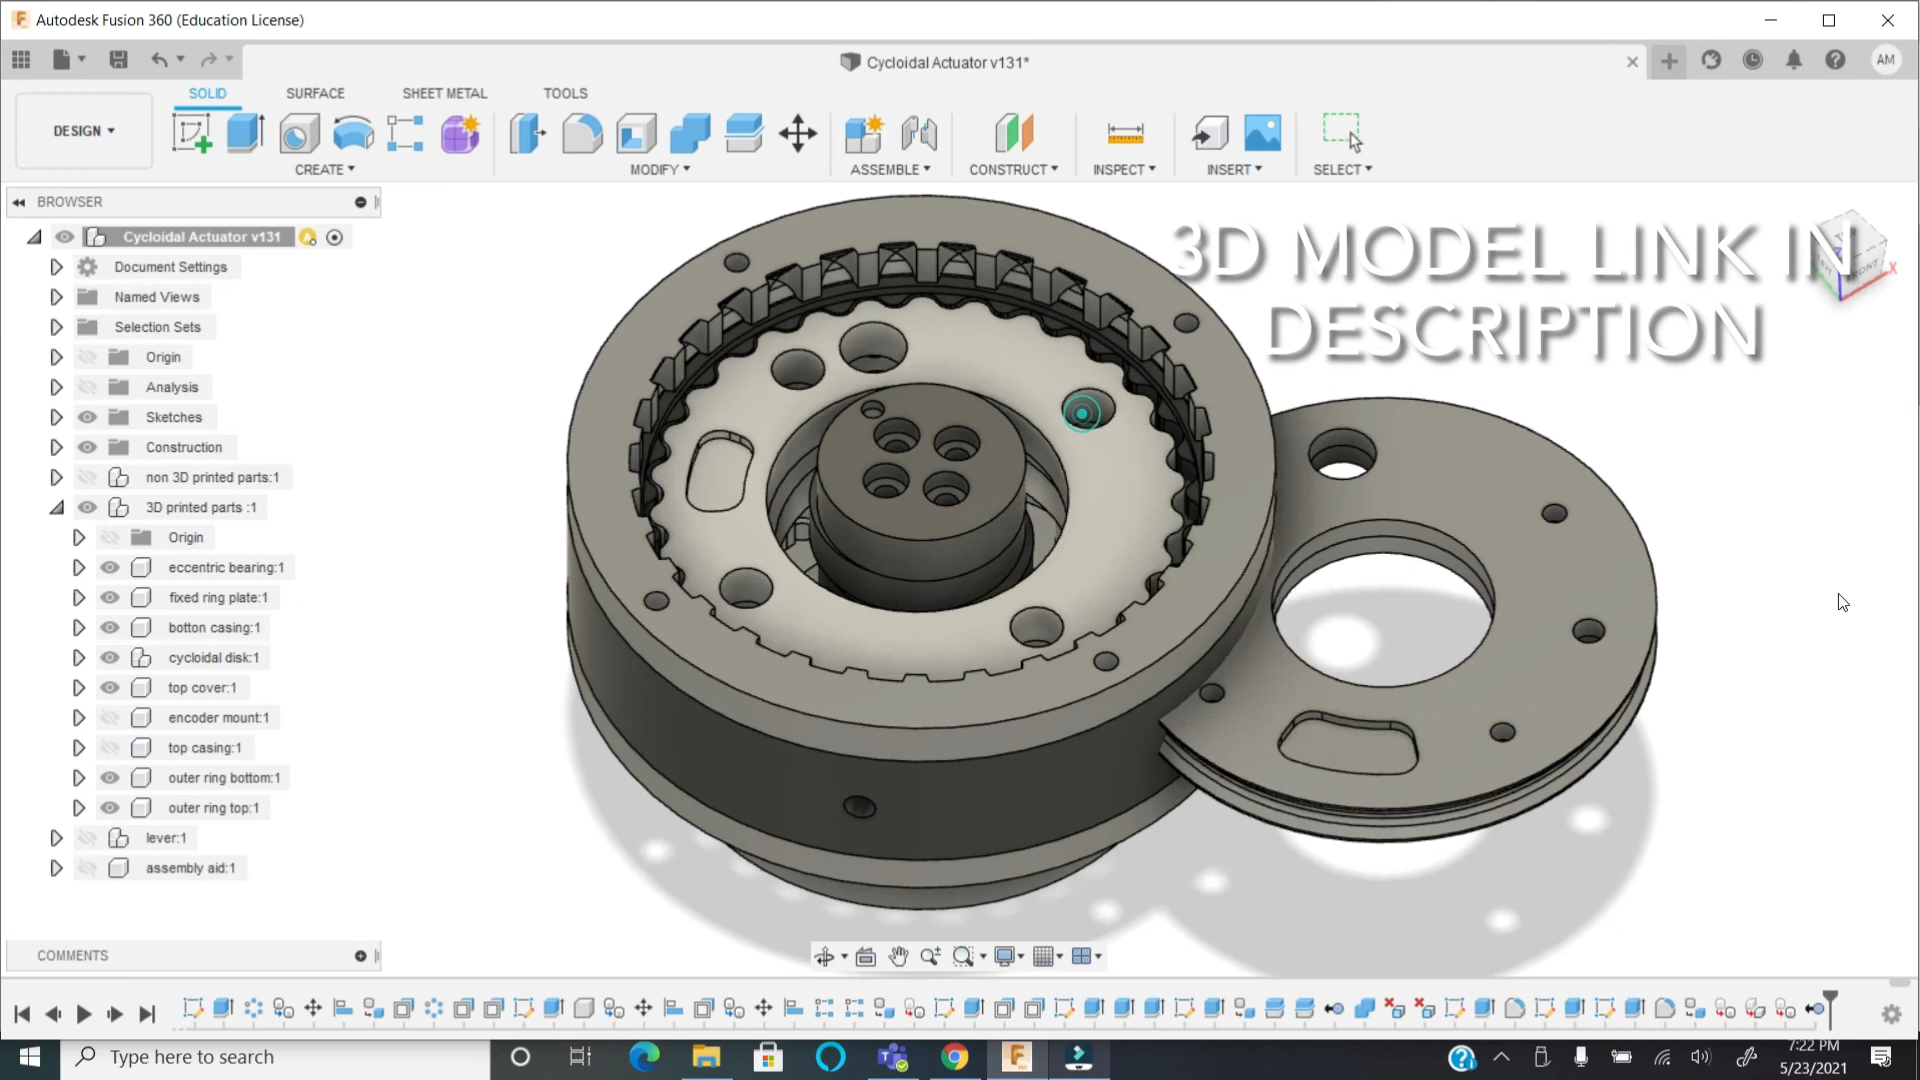 Autodesk Fusion 360 (Education License)
Cycloidal Actuator v131*
AM
SOLID
SURFACE
SHEET METAL
TOOLS
DESIGN
CREATE
MODIFY
ASSEMBLE
CONSTRUCT
INSPECT
INSERT
SELECT
BROWSER
Cycloidal Actuator v131
Document Settings
Named Views
Selection Sets
Origin
Analysis
Sketches
Construction
non 3D printed parts:1
3D printed parts :1
Origin
eccentric bearing:1
fixed ring plate:1
botton casing:1
cycloidal disk:1
top cover:1
encoder mount:1
top casing:1
outer ring bottom:1
outer ring top:1
lever:1
assembly aid:1
3D MODEL LINK IN
DESCRIPTION
FRONT
X
COMMENTS
Type here to search
7:22 PM
5/23/2021